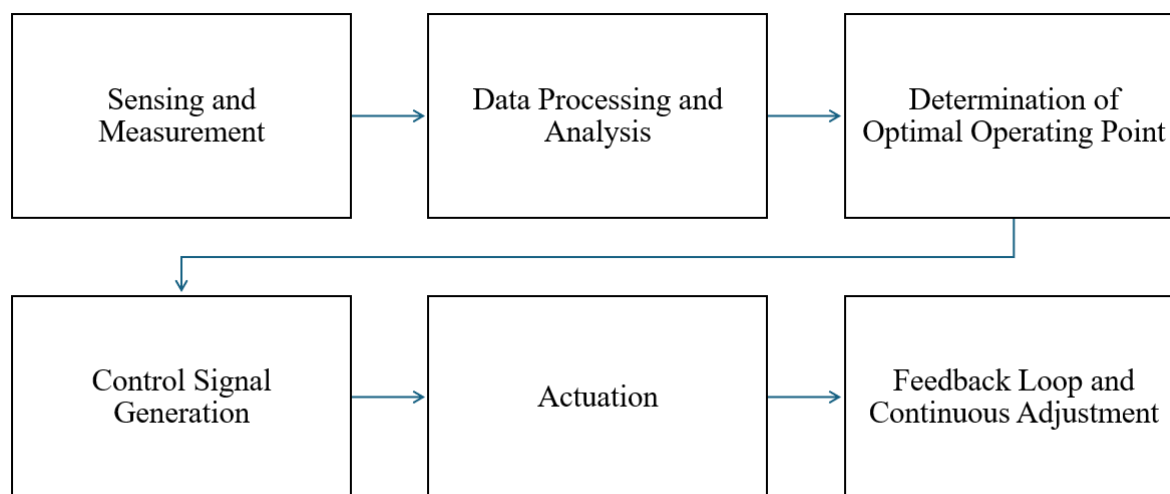 Sensing and
Measurement
Data Processing and
Analysis
Determination of
Optimal Operating Point
Control Signal
Generation
Actuation
Feedback Loop and
Continuous Adjustment